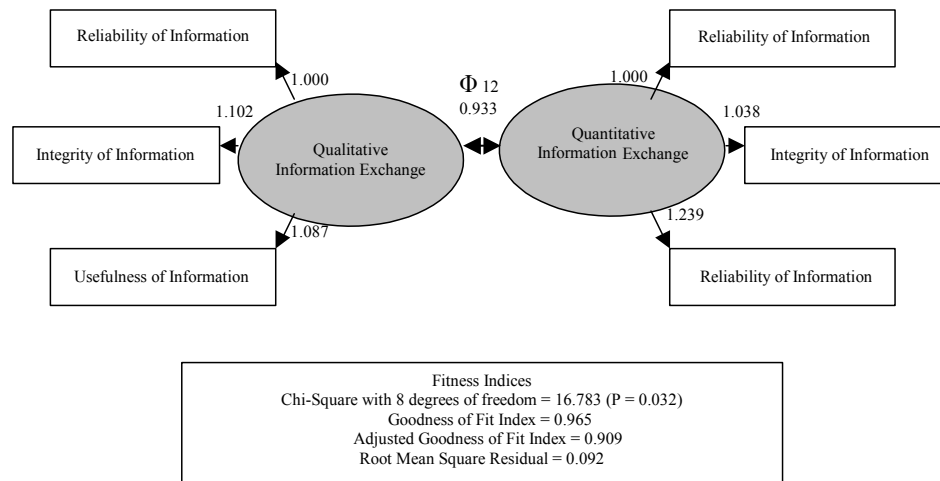 Reliability of Information
Reliability of Information
1.000
Φ 12
0.933
1.000
1.102
1.038
Integrity of Information
Qualitative
Information Exchange
Quantitative
Information Exchange
Integrity of Information
1.087
1.239
Usefulness of Information
Reliability of Information
Fitness Indices
Chi-Square with 8 degrees of freedom = 16.783 (P = 0.032)
Goodness of Fit Index = 0.965
Adjusted Goodness of Fit Index = 0.909
Root Mean Square Residual = 0.092